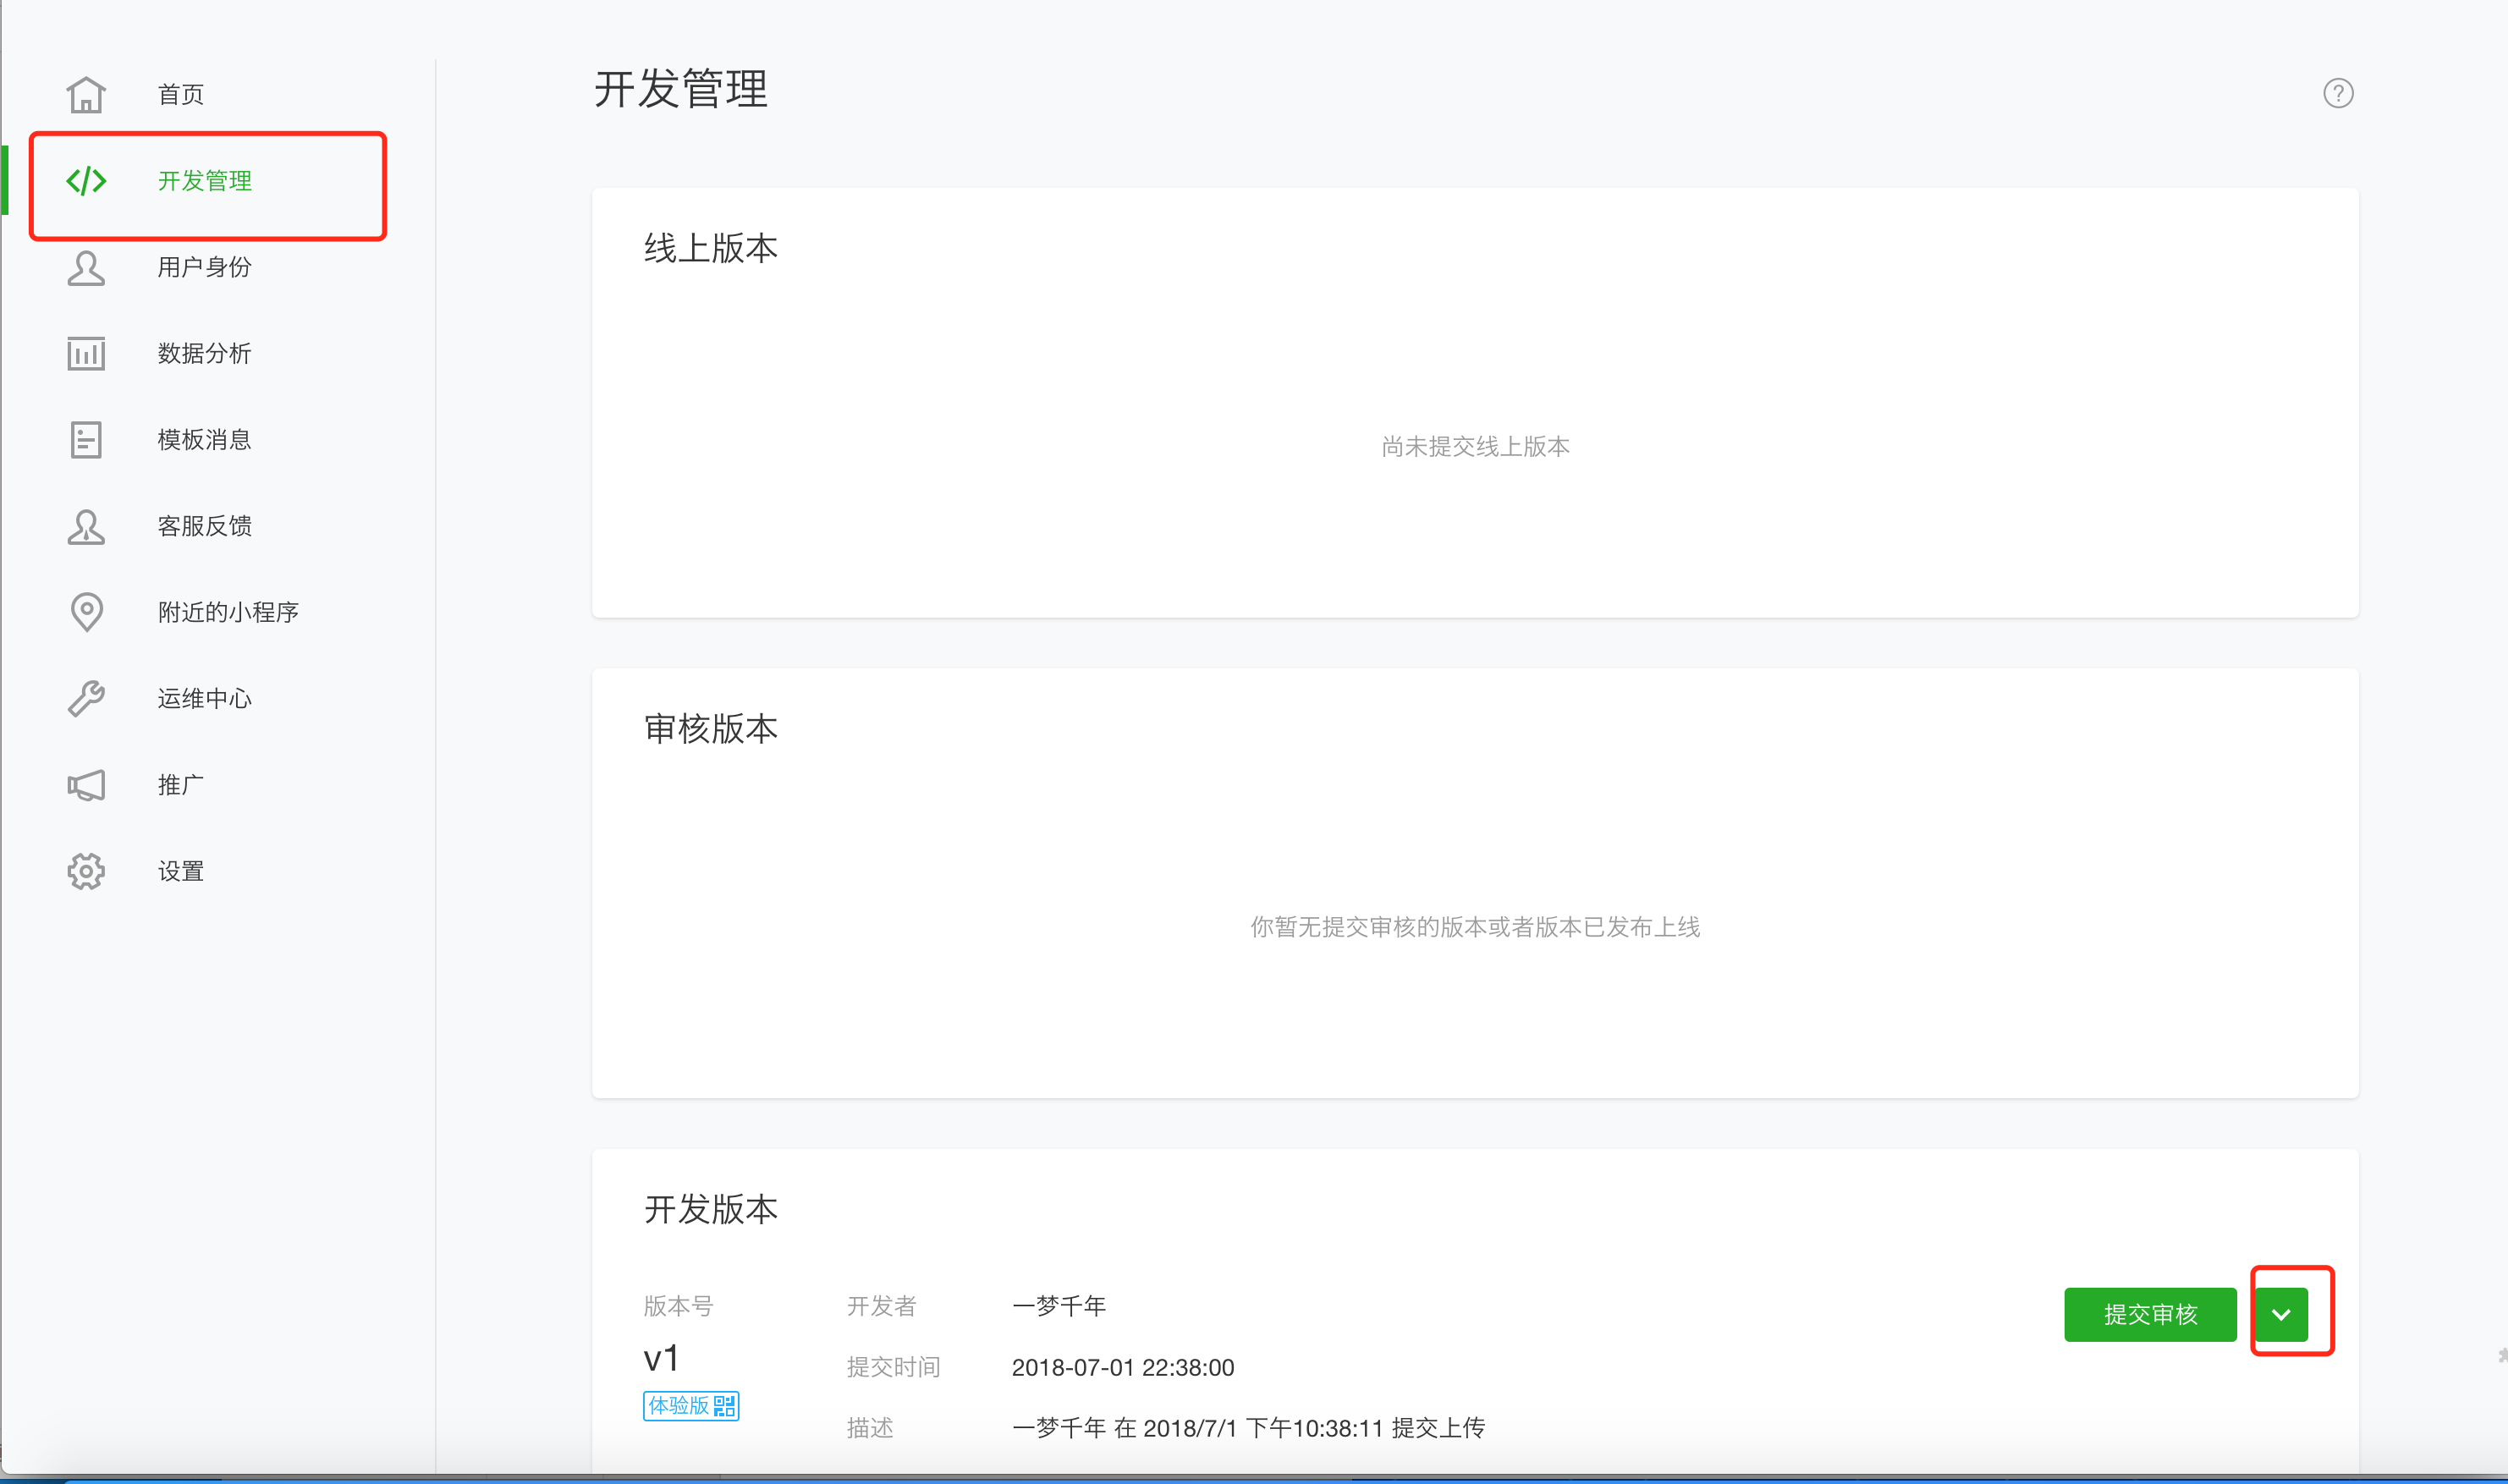 首页
开发管理
用户身份
数据分析
模板消息
客服反馈
附近的小程序
运维中心
推广
设置
开发管理
?
线上版本
尚未提交线上版本
审核版本
你暂无提交审核的版本或者版本已发布上线
开发版本
版本号
v1
体验版
开发者 一梦千年
提交时间 2018-07-01 22:38:00
描述 一梦千年 在 2018/7/1 下午10:38:11 提交上传
提交审核